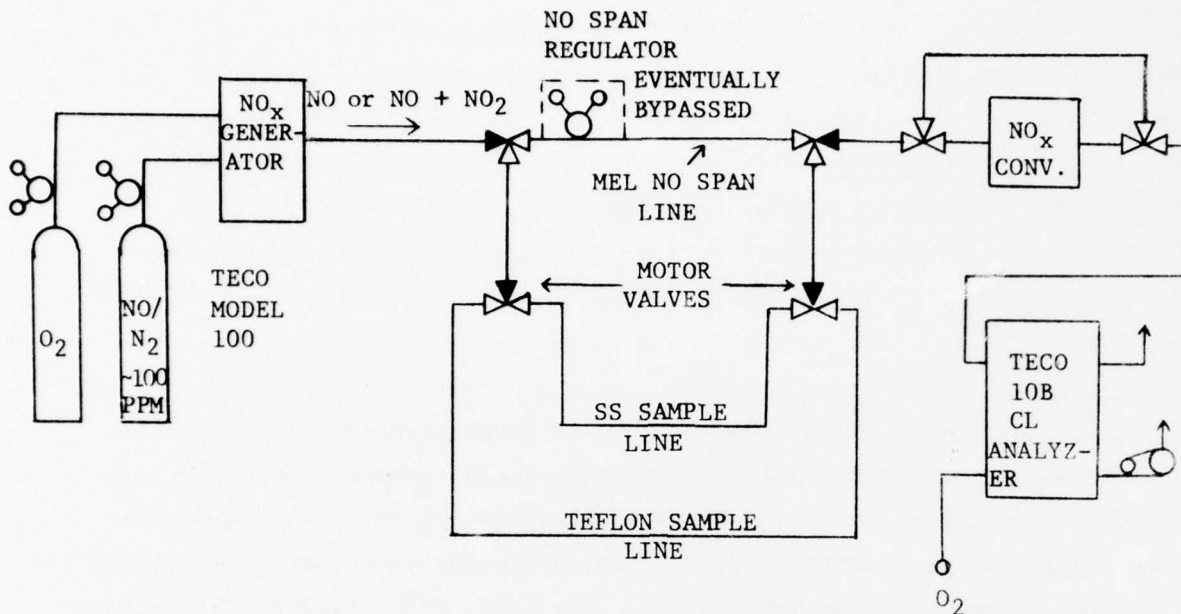 NO SPAN
REGULATOR
EVENTUALLY
BYPASSED
NOx
GENER-
ATOR
NO or NO + NO2
NOx
CONV.
MEL NO SPAN
LINE
TECO
MODEL
100
MOTOR
VALVES
O2
NO/
N2
~100
PPM
TECO
10B
CL
ANALYZ-
ER
SS SAMPLE
LINE
TEFLON SAMPLE
LINE
O2